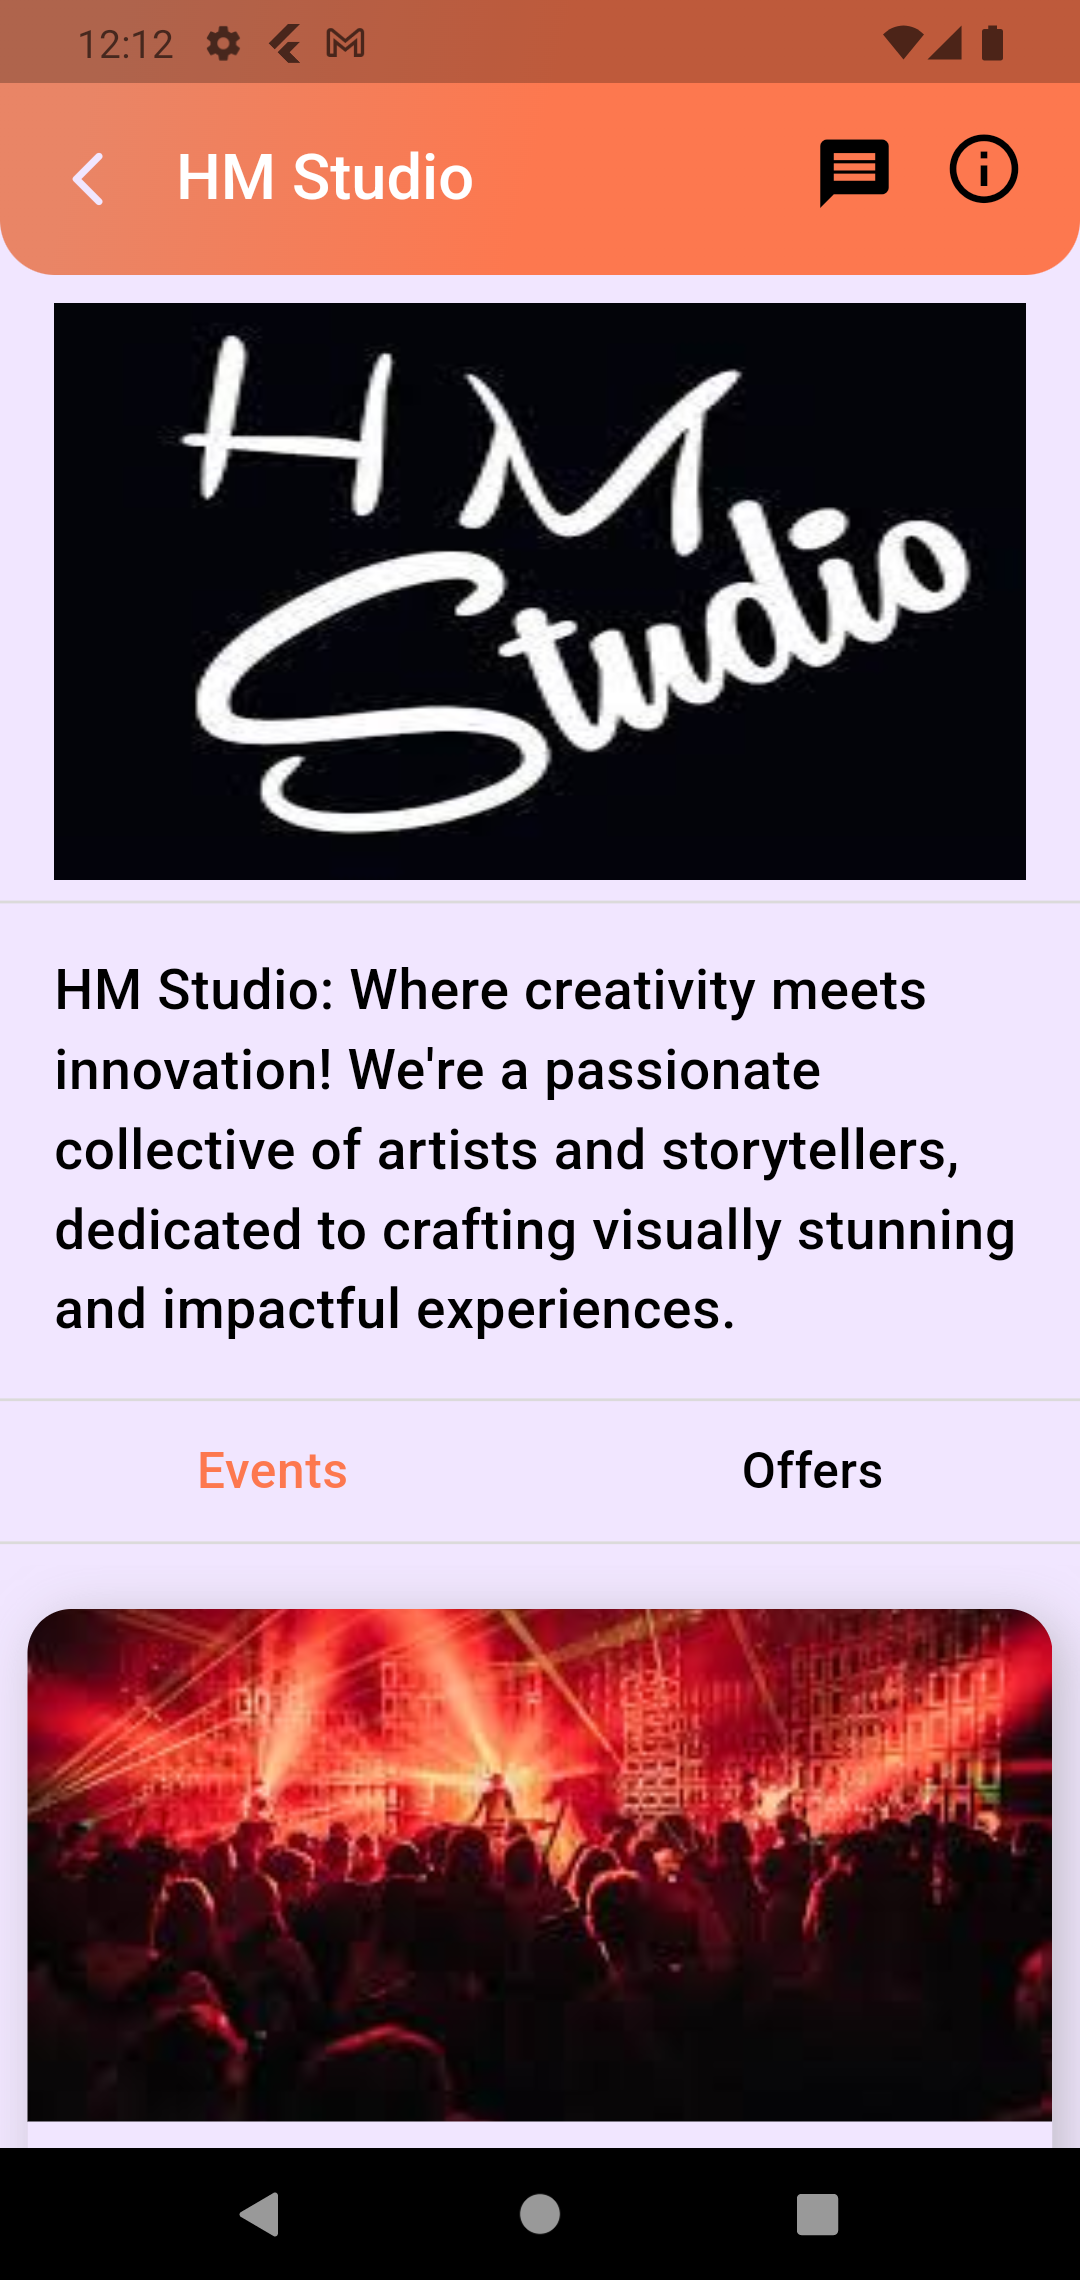 12:12
HM Studio
HM
Studio
HM Studio: Where creativity meets
innovation! We're a passionate
collective of artists and storytellers,
dedicated to crafting visually stunning
and impactful experiences.
Events
Offers